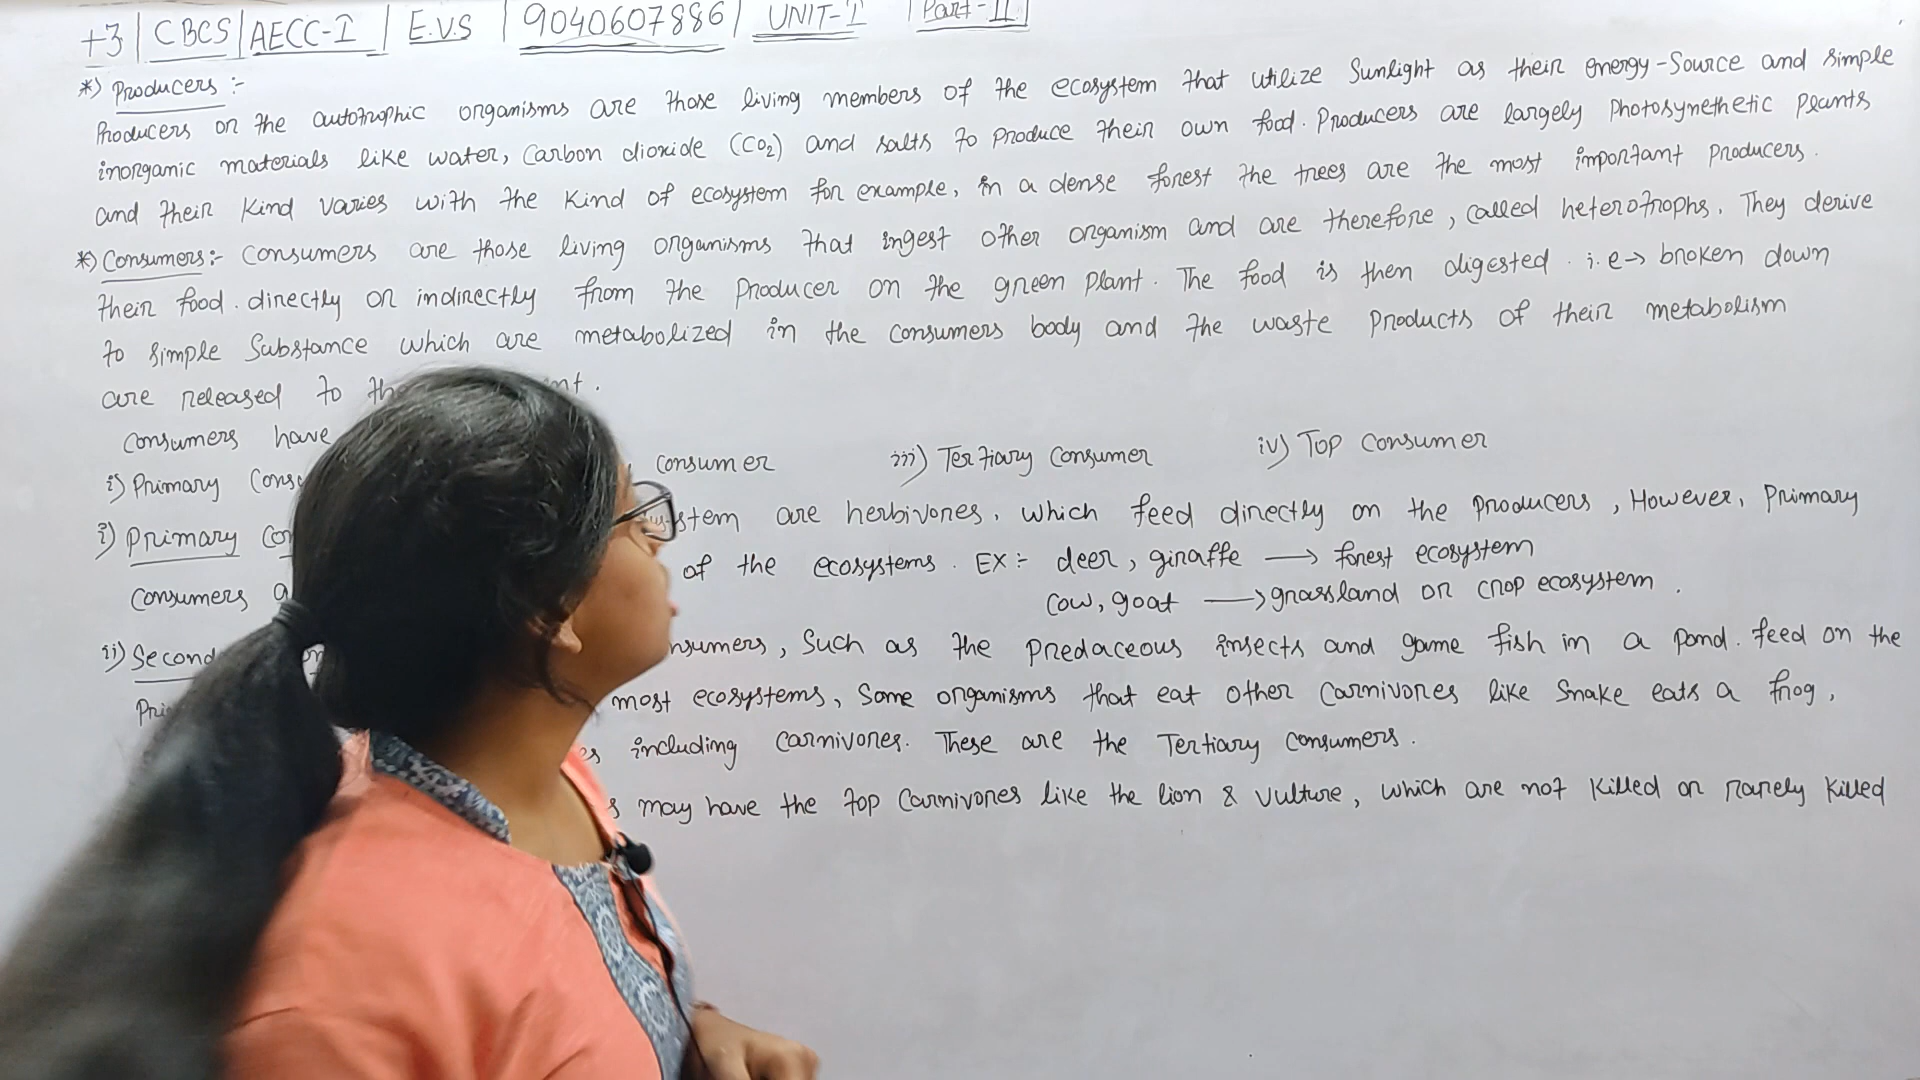 +3 | CBCS | AECC-I | E.V.S | 9040607886 | UNIT-I | Part-II |
*) Producers :-
Producers or the autotrophic organisms are those living members of the ecosystem that utilize Sunlight as their energy-Source and simple
inorganic materials like water, Carbon dioxide (CO2) and salts to produce their own food. Producers are largely Photosynethetic Plants
and their Kind varies with the Kind of ecosystem for example, in a dense forest the trees are the most important Producers.
*) Consumers:- Consumers are those living organisms that ingest other organism and are therefore, called heterotrophs. They derive
their food. directly or indirectly from the Producer or the green Plant. The food is then digested. i.e→ broken down
to simple Substance which are metabolized in the Consumers body and the waste Products of their metabolism
are released to
Consumers have
i) Primary consumer iii) Tertiary Consumer iv) Top Consumer
i) Primary are herbivores, which feed directly on the Producers, However, Primary
Consumers of the ecosystems. EX:- deer, giraffe → forest ecosystem
Cow, goat → grassland or crop ecosystem.
ii) Such as the predaceous insects and game fish in a pond. feed on the
most ecosystems, Some organisms that eat other Carnivores like Snake eats a frog,
including Carnivores. These are the Tertiary Consumers.
may have the top Carnivores like the lion & vulture, which are not Killed or rarely Killed